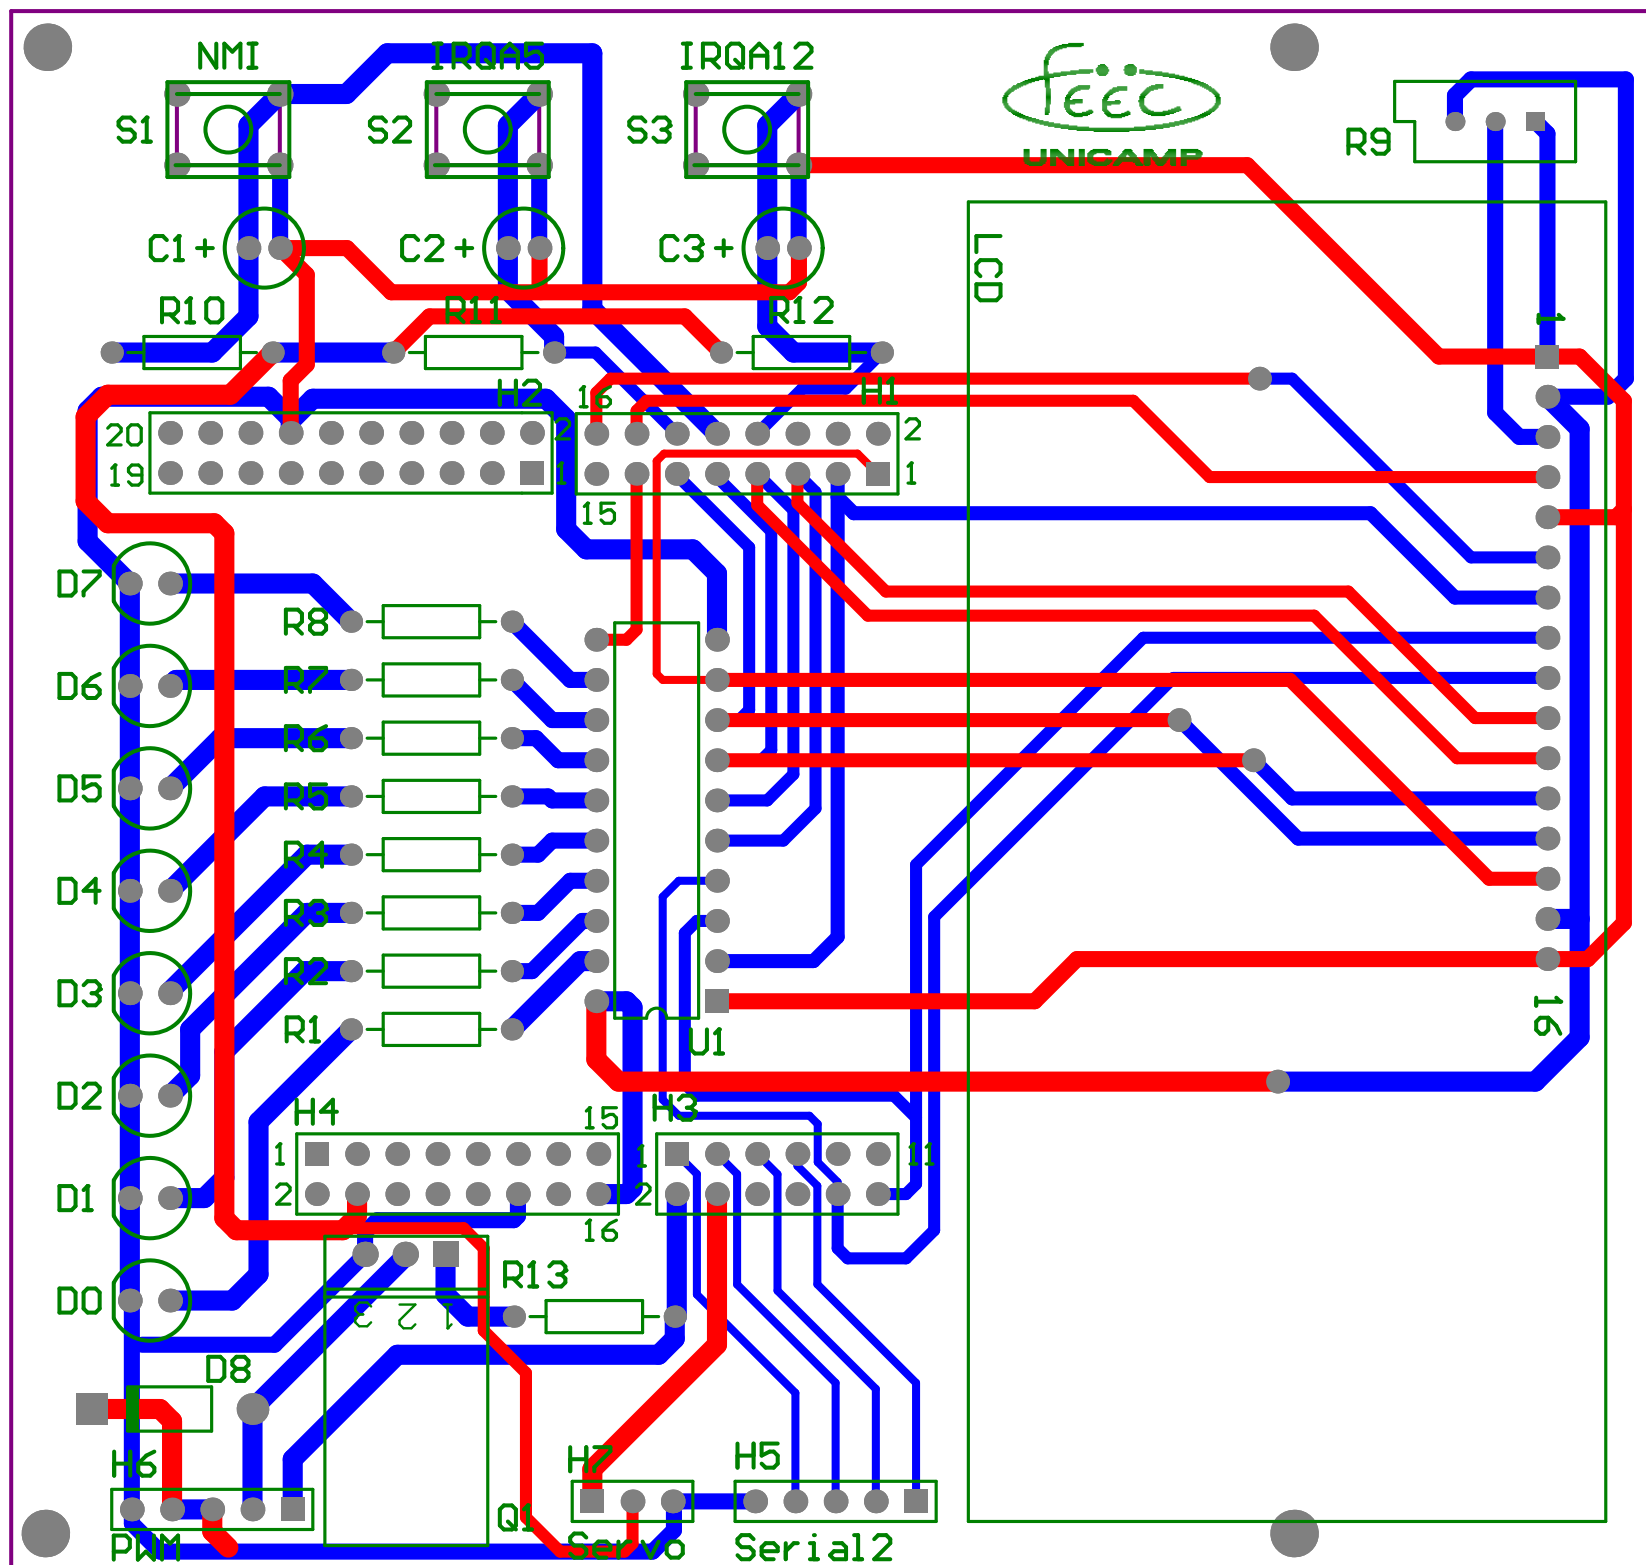 NMI
IRQA5
IRQA12
feec
UNICAMP
S1
S2
S3
R9
C1 +
C2 +
C3 +
LCD
R10
R11
R12
1
H2
16
H1
20
2
2
19
1
1
15
D7
R8
D6
R7
D5
R6
R5
D4
R4
D3
R3
R2
D2
R1
U1
16
H4
15
H3
1
1
11
2
2
D1
16
D0
R13
3 2 1
D8
H6
H7
H5
Q1
PWM
Servo
Serial2